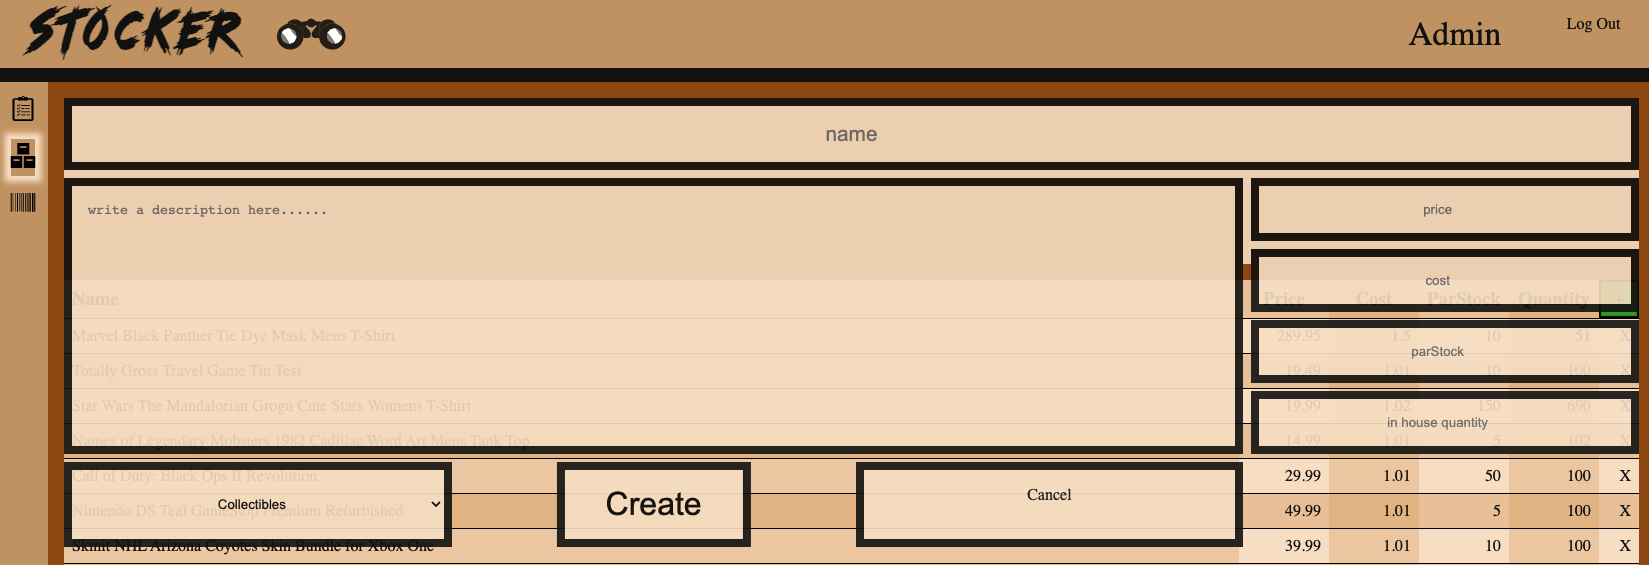 STOCKER
Admin
Log Out
name
write a description here......
price
cost
parStock
in house quantity
Name Price Cost ParStock Quantity
Marvel Black Panther Tie Dye Mask Mens T-Shirt 289.95 1.5 10 51 X
Totally Gross Travel Game Tin Test 19.49 1.01 10 100 X
Star Wars The Mandalorian Grogu Cute Stars Womens T-Shirt 19.99 1.02 150 690 X
Names of Legendary Mobsters 1982 Cadillac Word Art Mens Tank Top 14.99 1.01 5 102 X
Call of Duty: Black Ops II Revolution 29.99 1.01 50 100 X
Nintendo DS Teal GameStop Premium Refurbished 49.99 1.01 5 100 X
Skinit NHL Arizona Coyotes Skin Bundle for Xbox One 39.99 1.01 10 100 X
Collectibles
Create
Cancel